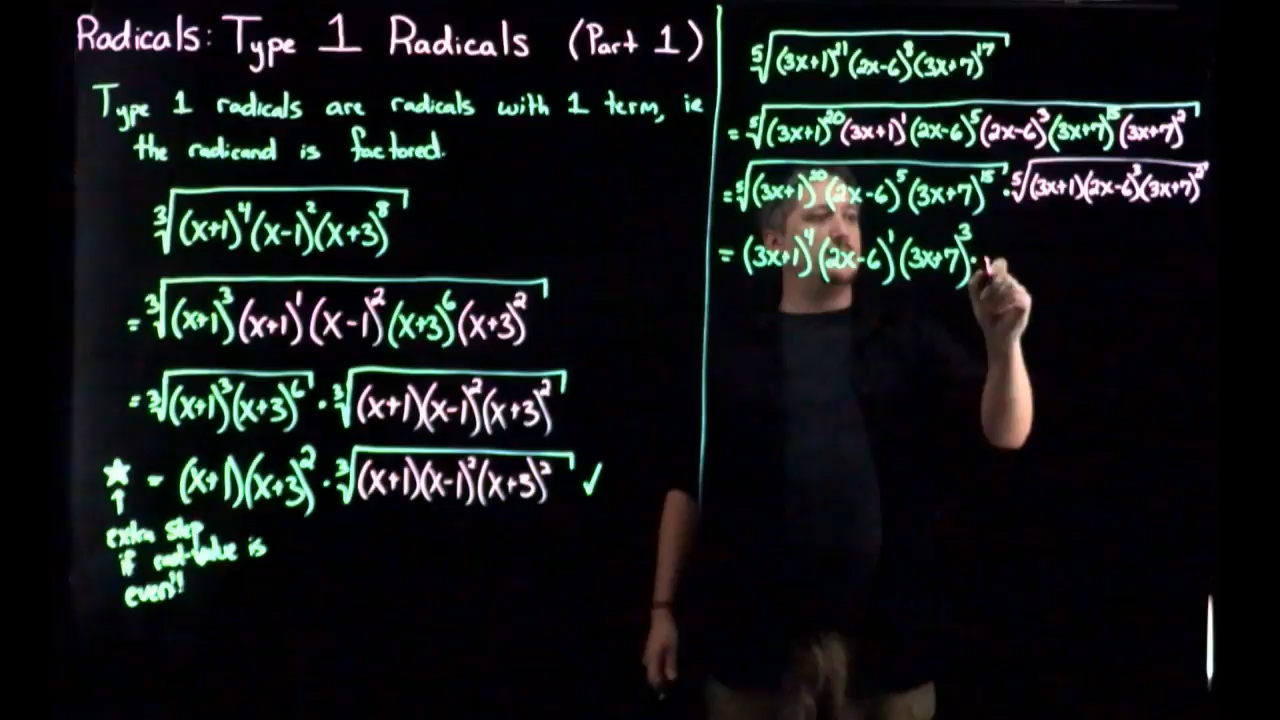 Radicals: Type 1 Radicals (Part 1)
Type 1 radicals are radicals with 1 term, ie
the radicand is factored.
∛((x+1)⁴(x-1)²(x+3)⁸)
= ∛((x+1)³(x+1)¹(x-1)²(x+3)⁶(x+3)²)
= ∛((x+1)³(x+3)⁶) · ∛((x+1)(x-1)²(x+3)²)
☆ = (x+1)(x+3)² · ∛((x+1)(x-1)²(x+3)²) ✓
↑
extra step
if root-value is
even!!
⁵√((3x+1)²¹(2x-6)⁸(3x+7)¹⁷)
= ⁵√((3x+1)²⁰(3x+1)¹(2x-6)⁵(2x-6)³(3x+7)¹⁵(3x+7)²)
= ⁵√((3x+1)²⁰(2x-6)⁵(3x+7)¹⁵) · ⁵√((3x+1)(2x-6)³(3x+7)²)
= (3x+1)⁴(2x-6)¹(3x+7)³ ·